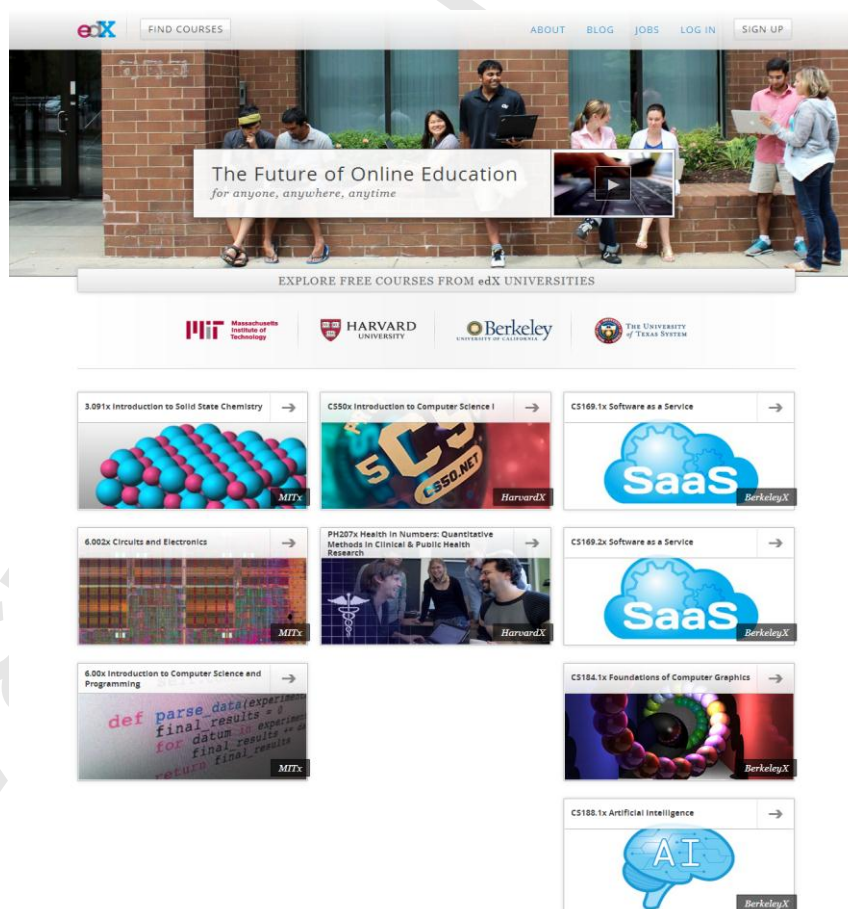 edX
FIND COURSES
ABOUT
BLOG
JOBS
LOG IN
SIGN UP
The Future of Online Education
for anyone, anywhere, anytime
EXPLORE FREE COURSES FROM edX UNIVERSITIES
MIT
Massachusetts
Institute of
Technology
HARVARD
UNIVERSITY
Berkeley
UNIVERSITY OF CALIFORNIA
THE UNIVERSITY
of TEXAS SYSTEM
3.091x Introduction to Solid State Chemistry
MITx
CS50x Introduction to Computer Science I
CS50.NET
HarvardX
CS169.1x Software as a Service
SaaS
BerkeleyX
6.002x Circuits and Electronics
MITx
PH207x Health in Numbers: Quantitative
Methods in Clinical & Public Health
Research
HarvardX
CS169.2x Software as a Service
SaaS
BerkeleyX
6.00x Introduction to Computer Science and
Programming
def parse_data(experiment
final_results = 0
for datum in experiment
final_results +=
return final_results
MITx
CS184.1x Foundations of Computer Graphics
BerkeleyX
CS188.1x Artificial Intelligence
AI
BerkeleyX